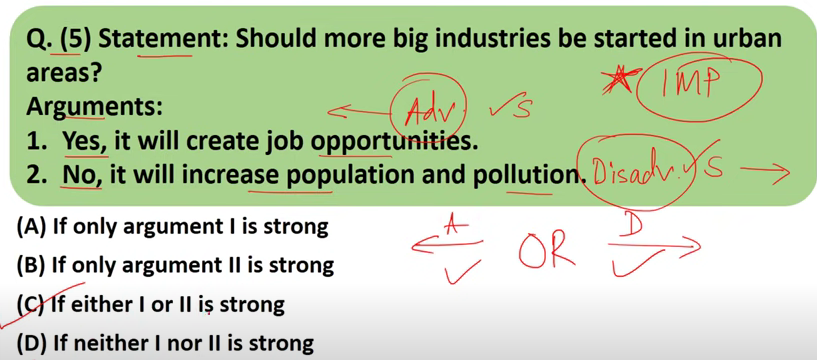 Q. (5) Statement: Should more big industries be started in urban
areas?
IMP
Arguments:
Adv. ✓S
1. Yes, it will create job opportunities.
2. No, it will increase population and pollution. Disadv. ✓S
(A) If only argument I is strong
A OR D
(B) If only argument II is strong
(C) If either I or II is strong
(D) If neither I nor II is strong